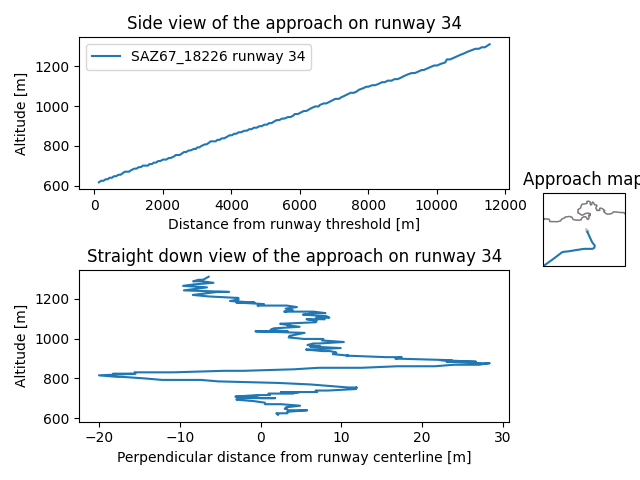 Side view of the approach on runway 34
SAZ67_18226 runway 34
Altitude [m]
1200
1000
800
600
0 2000 4000 6000 8000 10000 12000
Distance from runway threshold [m]
Approach map
Straight down view of the approach on runway 34
Altitude [m]
1200
1000
800
600
−20 −10 0 10 20 30
Perpendicular distance from runway centerline [m]